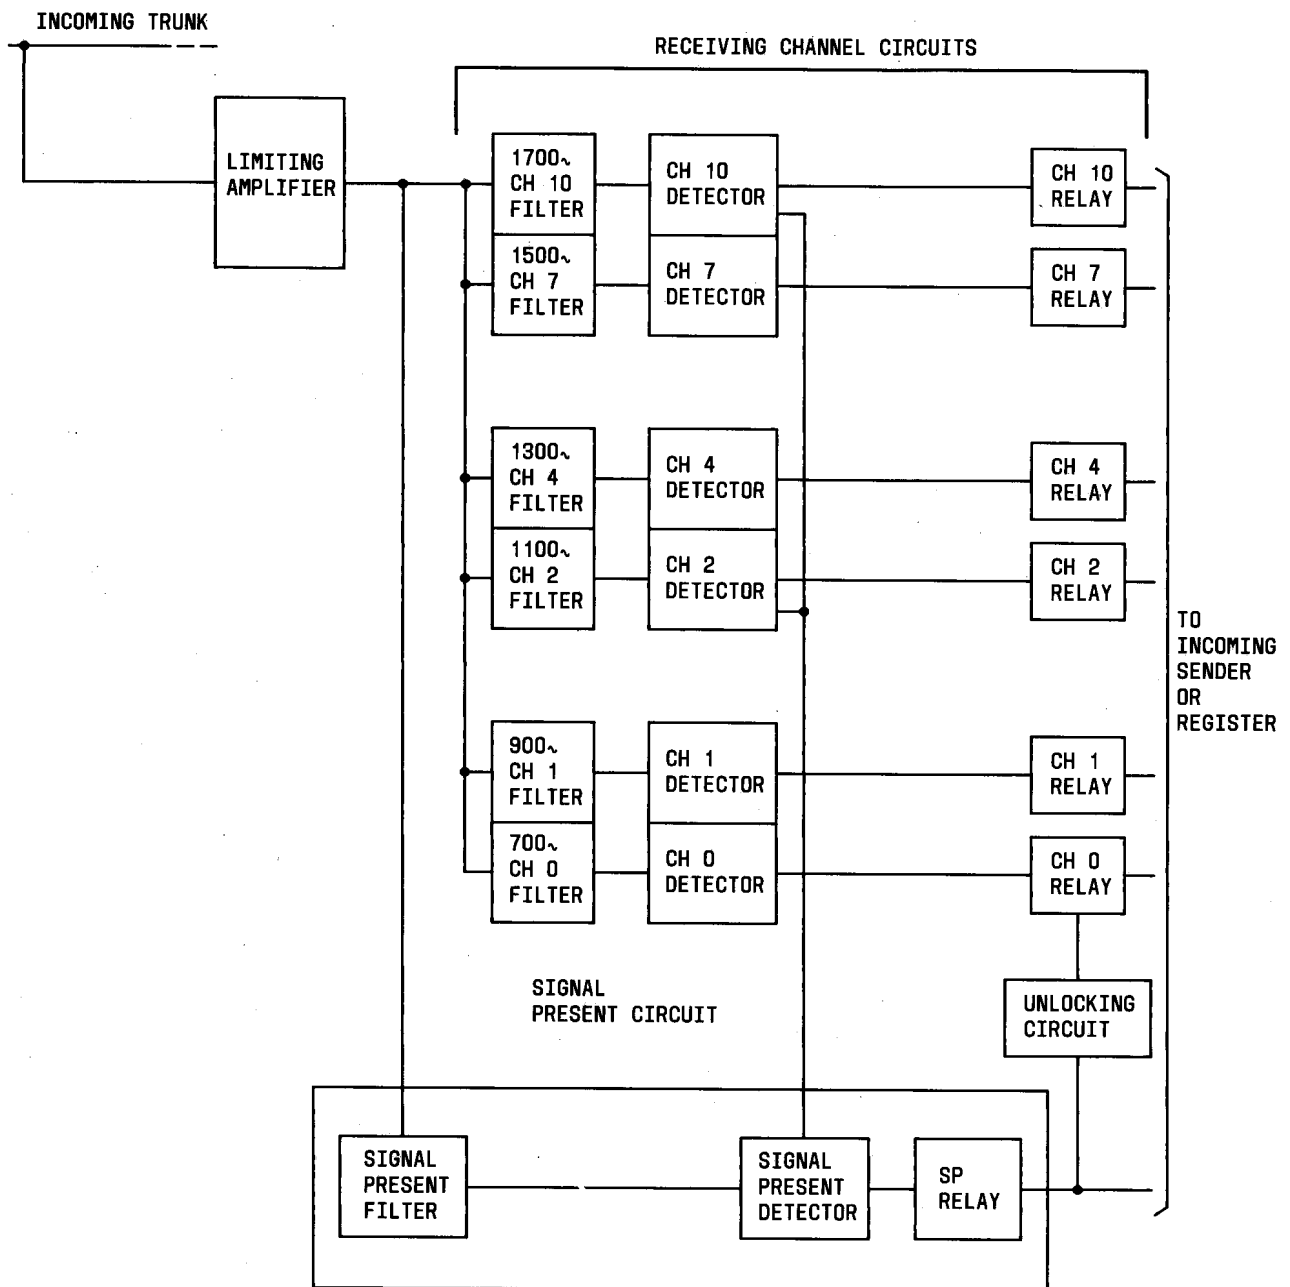 INCOMING TRUNK
RECEIVING CHANNEL CIRCUITS
LIMITING
AMPLIFIER
1700~
CH 10
FILTER
CH 10
DETECTOR
CH 10
RELAY
1500~
CH 7
FILTER
CH 7
DETECTOR
CH 7
RELAY
1300~
CH 4
FILTER
CH 4
DETECTOR
CH 4
RELAY
1100~
CH 2
FILTER
CH 2
DETECTOR
CH 2
RELAY
TO
INCOMING
SENDER
OR
REGISTER
900~
CH 1
FILTER
CH 1
DETECTOR
CH 1
RELAY
700~
CH 0
FILTER
CH 0
DETECTOR
CH 0
RELAY
SIGNAL
PRESENT CIRCUIT
UNLOCKING
CIRCUIT
SIGNAL
PRESENT
FILTER
SIGNAL
PRESENT
DETECTOR
SP
RELAY